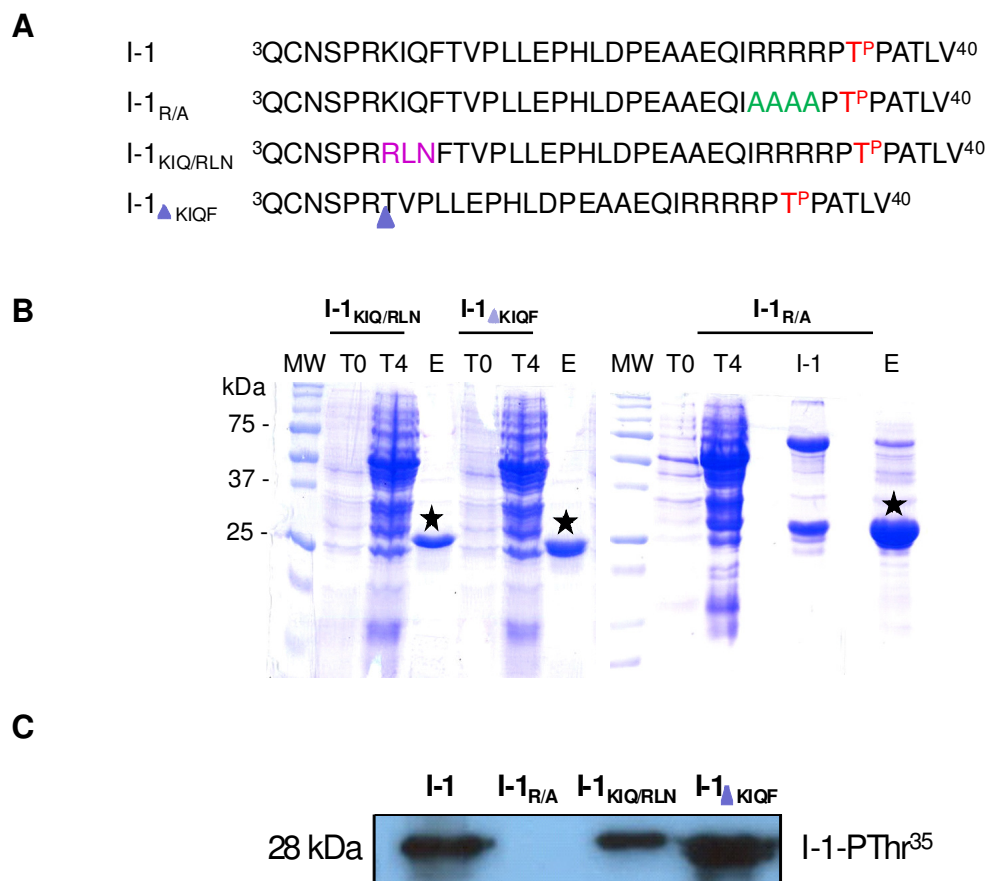 A
I-1 ³QCNSPRKIQFTVPLLEPHLDPEAAEQIRRRRPTᴾPATLV⁴⁰
I-1R/A ³QCNSPRKIQFTVPLLEPHLDPEAAEQIAAAAPTᴾPATLV⁴⁰
I-1KIQ/RLN ³QCNSPRRLNFTVPLLEPHLDPEAAEQIRRRRPTᴾPATLV⁴⁰
I-1▲KIQF ³QCNSPRTVPLLEPHLDPEAAEQIRRRRPTᴾPATLV⁴⁰
B
I-1KIQ/RLN I-1▲KIQF I-1R/A
MW T0 T4 E T0 T4 E MW T0 T4 I-1 E
kDa
75 -
37 -
25 -
C
I-1 I-1R/A I-1KIQ/RLN I-1▲KIQF
28 kDa I-1-PThr³⁵